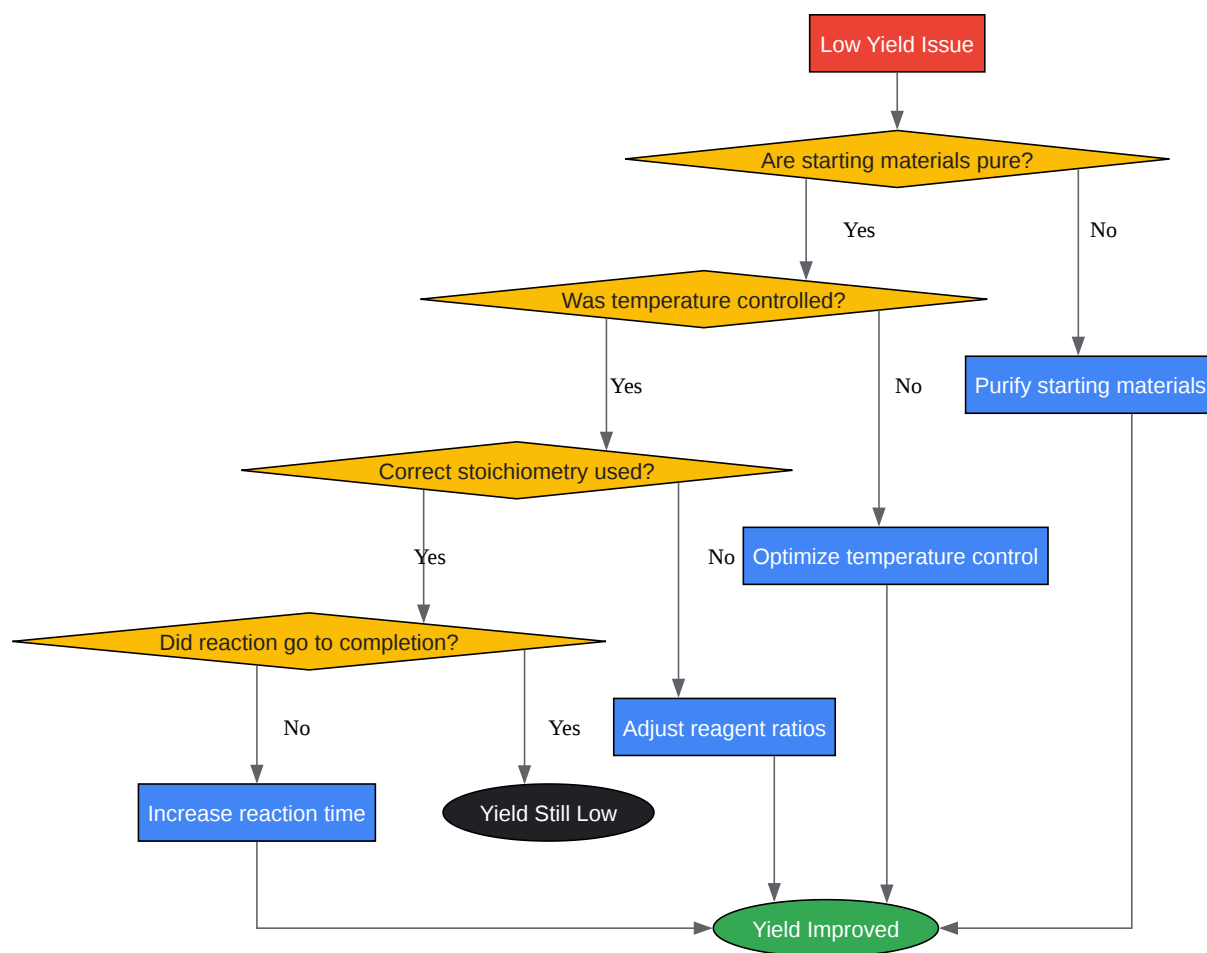 Low Yield Issue
Are starting materials pure?
Yes
No
Was temperature controlled?
Yes
No
Purify starting materials
Correct stoichiometry used?
Yes
No
Optimize temperature control
Did reaction go to completion?
No
Yes
Adjust reagent ratios
Increase reaction time
Yield Still Low
Yield Improved